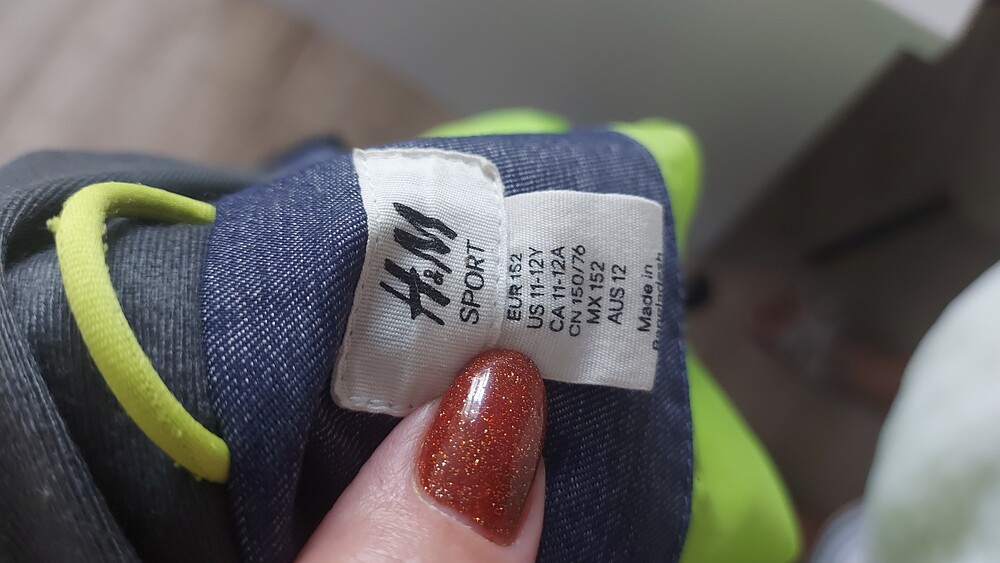 H&M
SPORT
EUR 152
US 11-12Y
CA 11-12A
CN 150/76
MX 152
AUS 12
Made in